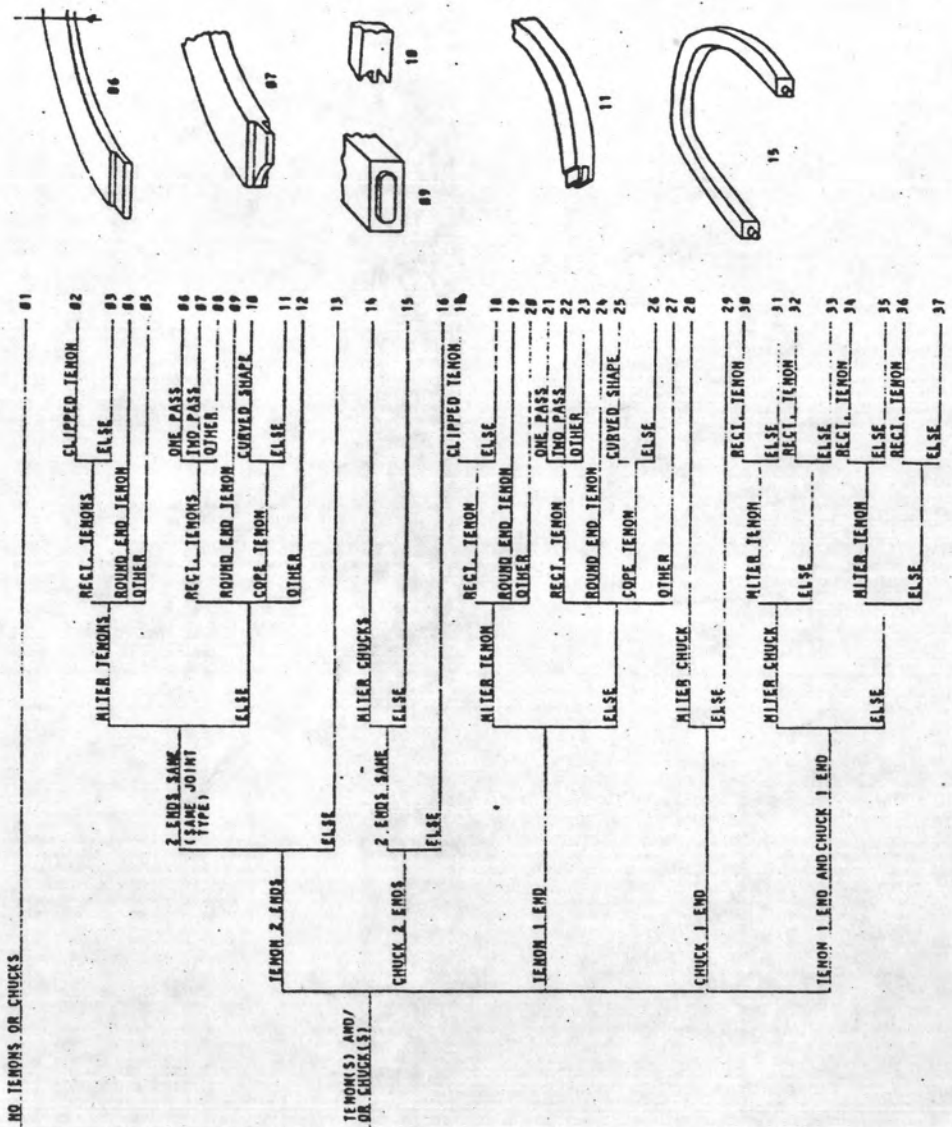 NO TENONS OR CHUCKS 01
TENON(S) AND/
OR CHUCK(S)
TENON 2 ENDS
2 ENDS SAME
(SAME JOINT
TYPE)
MITER TENONS
RECT. TENONS
CLIPPED TENON 02
ELSE 03
ROUND END TENON 04
OTHER 05
ELSE
RECT. TENONS
ONE PASS 06
TWO PASS 07
OTHER 08
ROUND END TENON 09
COPE TENON
CURVED SHAPE 10
ELSE 11
OTHER 12
ELSE 13
CHUCK 2 ENDS
2 ENDS SAME
MITER CHUCKS 14
ELSE 15
ELSE 16
TENON 1 END
MITER TENON
RECT. TENON
CLIPPED TENON
ELSE 18
ROUND END TENON 19
OTHER 20
ELSE
RECT. TENON
ONE PASS 21
TWO PASS 22
OTHER 23
ROUND END TENON 24
COPE TENON
CURVED SHAPE 25
ELSE 26
OTHER 27
CHUCK 1 END
MITER CHUCK 28
ELSE 29
TENON 1 END AND CHUCK 1 END
MITER CHUCK
MITER TENON
RECT. TENON 30
ELSE 31
ELSE
RECT. TENON 32
ELSE 33
ELSE
MITER TENON
RECT. TENON 34
ELSE 35
ELSE
RECT. TENON 36
ELSE 37
06
07
09
10
11
15